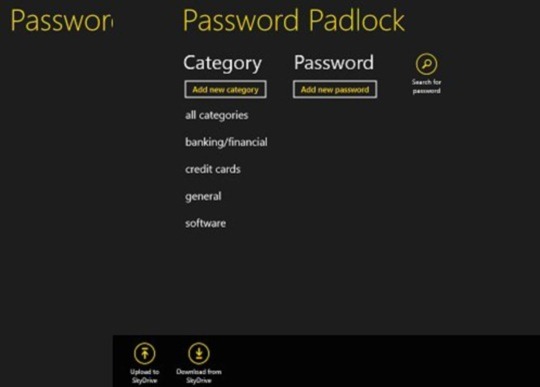 Passwor
Password Padlock
Category
Password
Add new category
Add new password
Search for
password
all categories
banking/financial
credit cards
general
software
Upload to
SkyDrive
Download from
SkyDrive